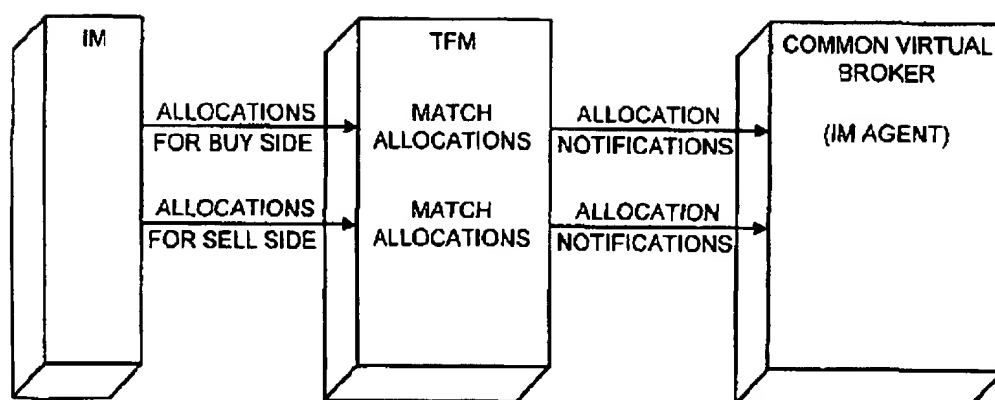 IM
TFM
COMMON VIRTUAL
BROKER
(IM AGENT)
ALLOCATIONS
FOR BUY SIDE
MATCH
ALLOCATIONS
ALLOCATION
NOTIFICATIONS
ALLOCATIONS
FOR SELL SIDE
MATCH
ALLOCATIONS
ALLOCATION
NOTIFICATIONS